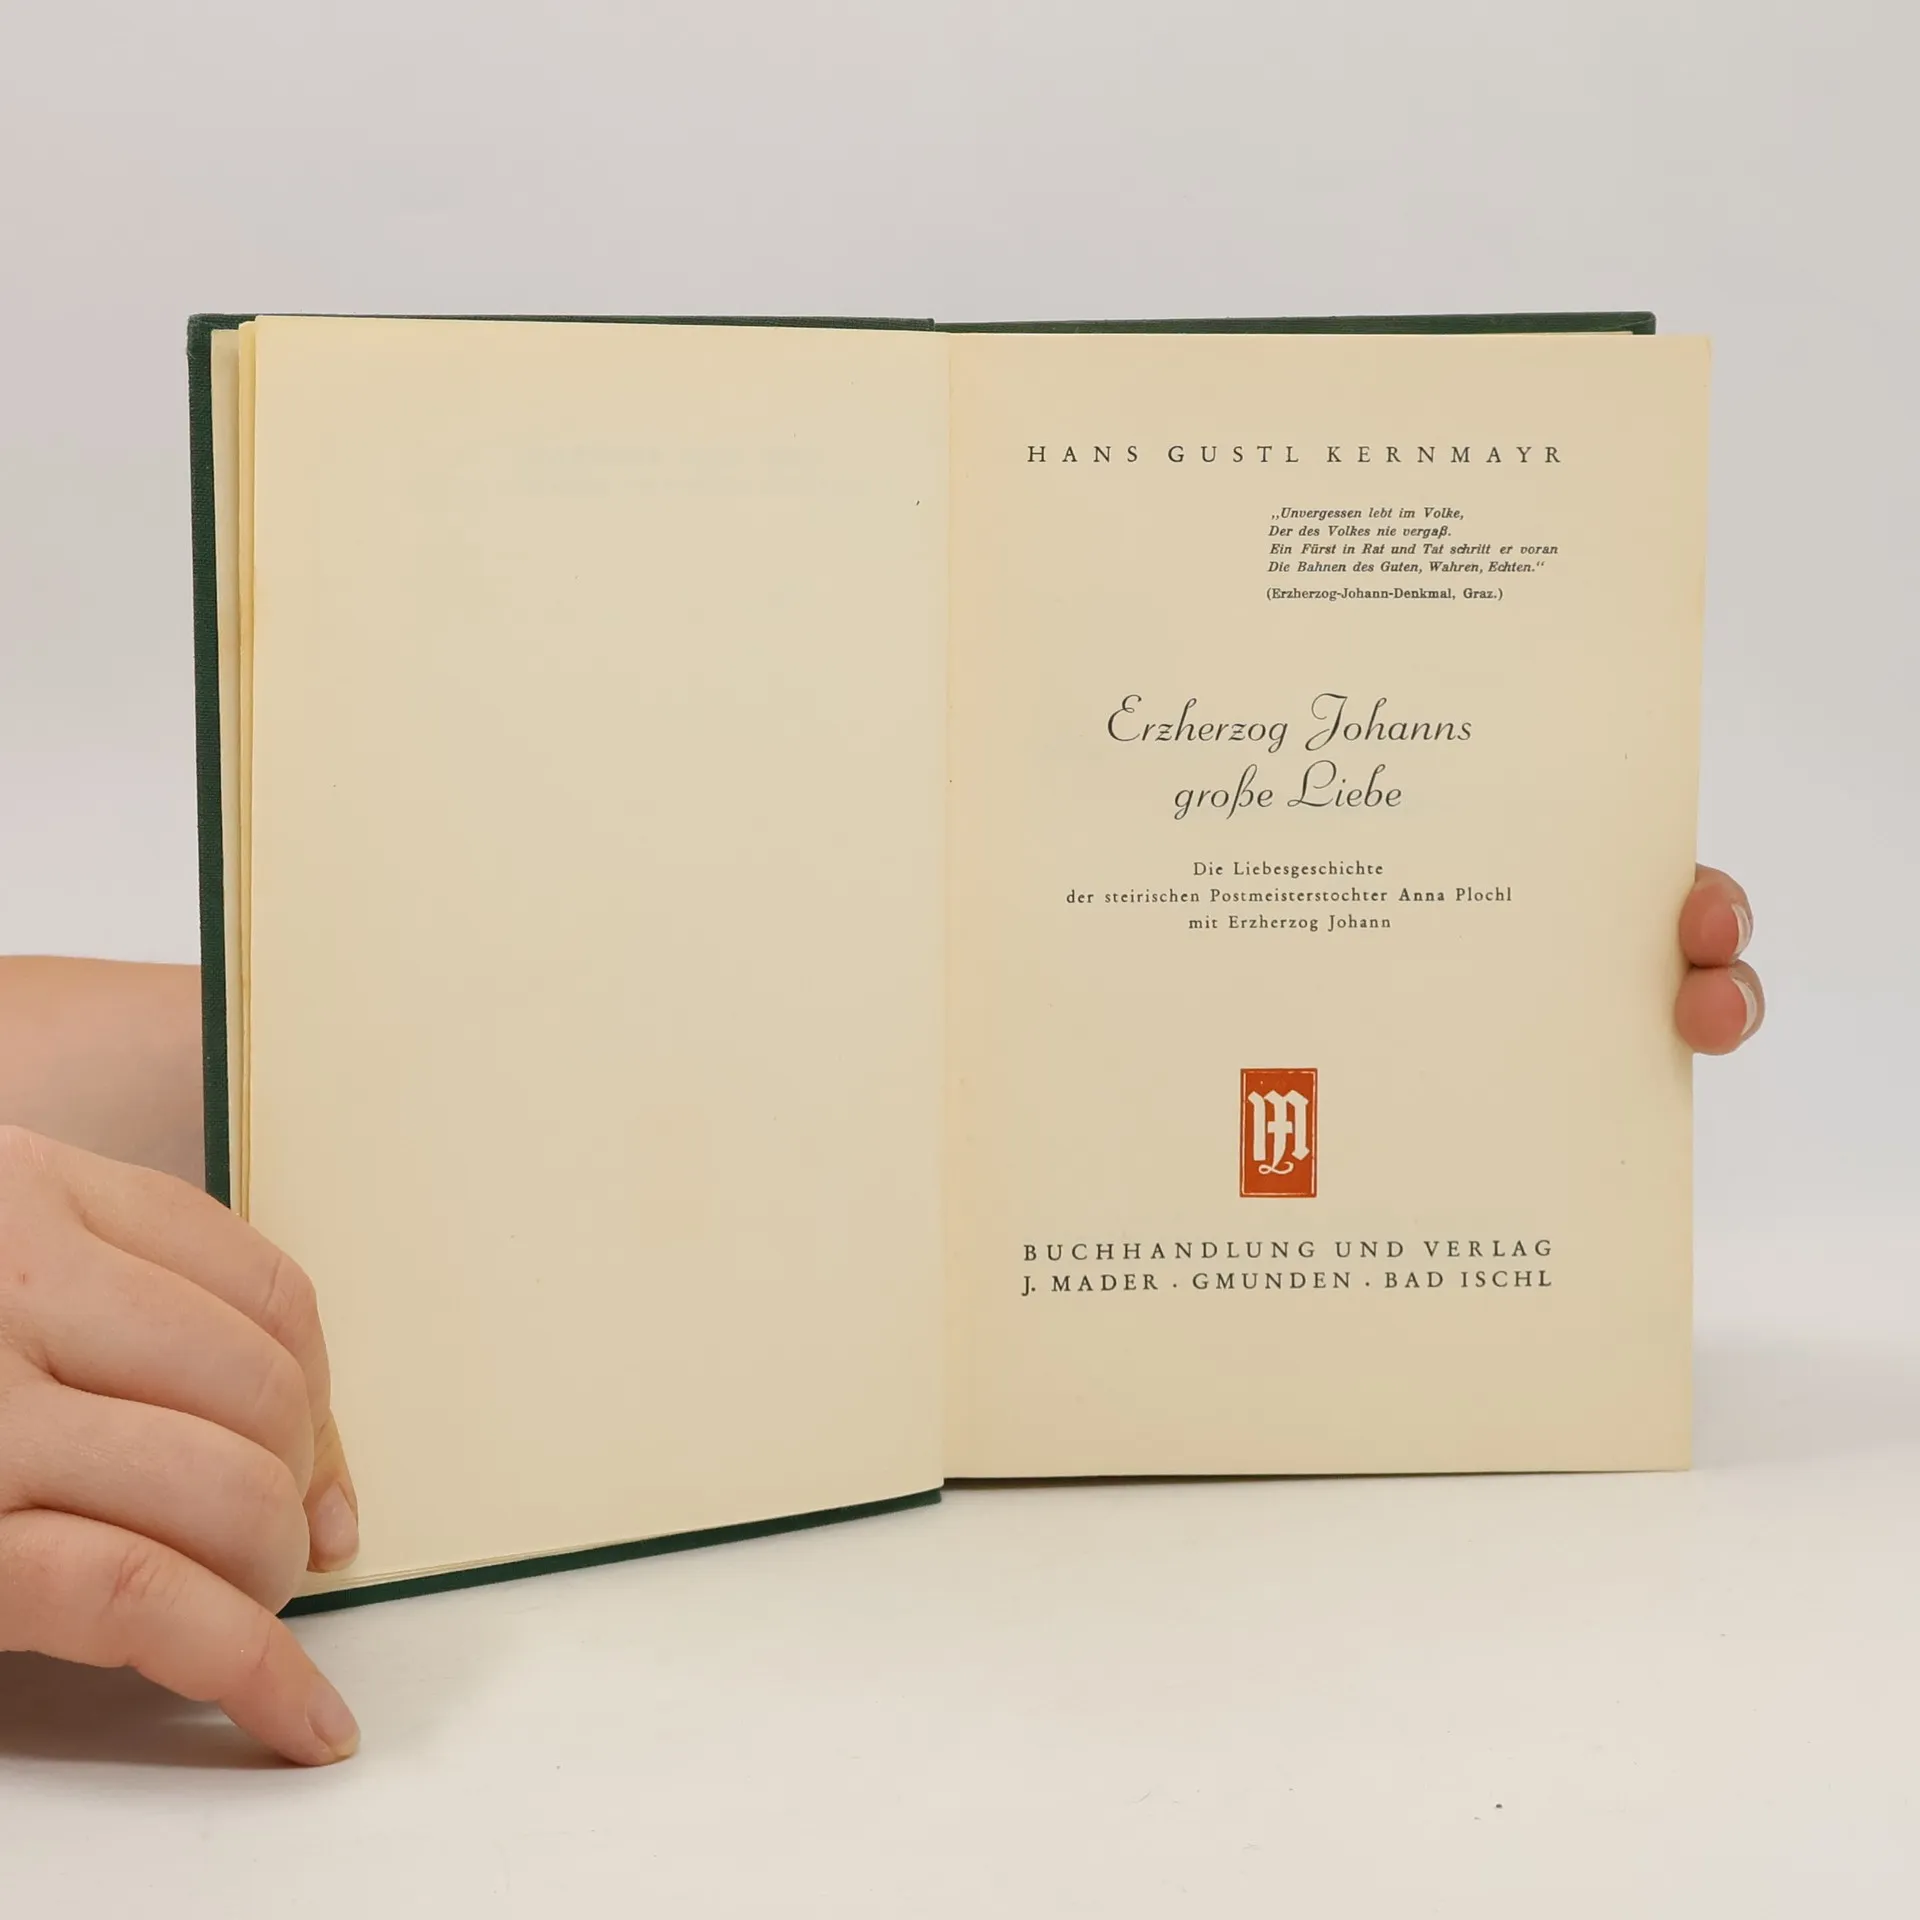 HANS GUSTL KERNMAYR
„Unvergessen lebt im Volke,
Der des Volkes nie vergaß.
Ein Fürst in Rat und Tat schritt er voran
Die Bahnen des Guten, Wahren, Echten.“
(Erzherzog-Johann-Denkmal, Graz.)
Erzherzog Johanns
große Liebe
Die Liebesgeschichte
der steirischen Postmeisterstochter Anna Plochl
mit Erzherzog Johann
M
BUCHHANDLUNG UND VERLAG
J. MADER · GMUNDEN · BAD ISCHL